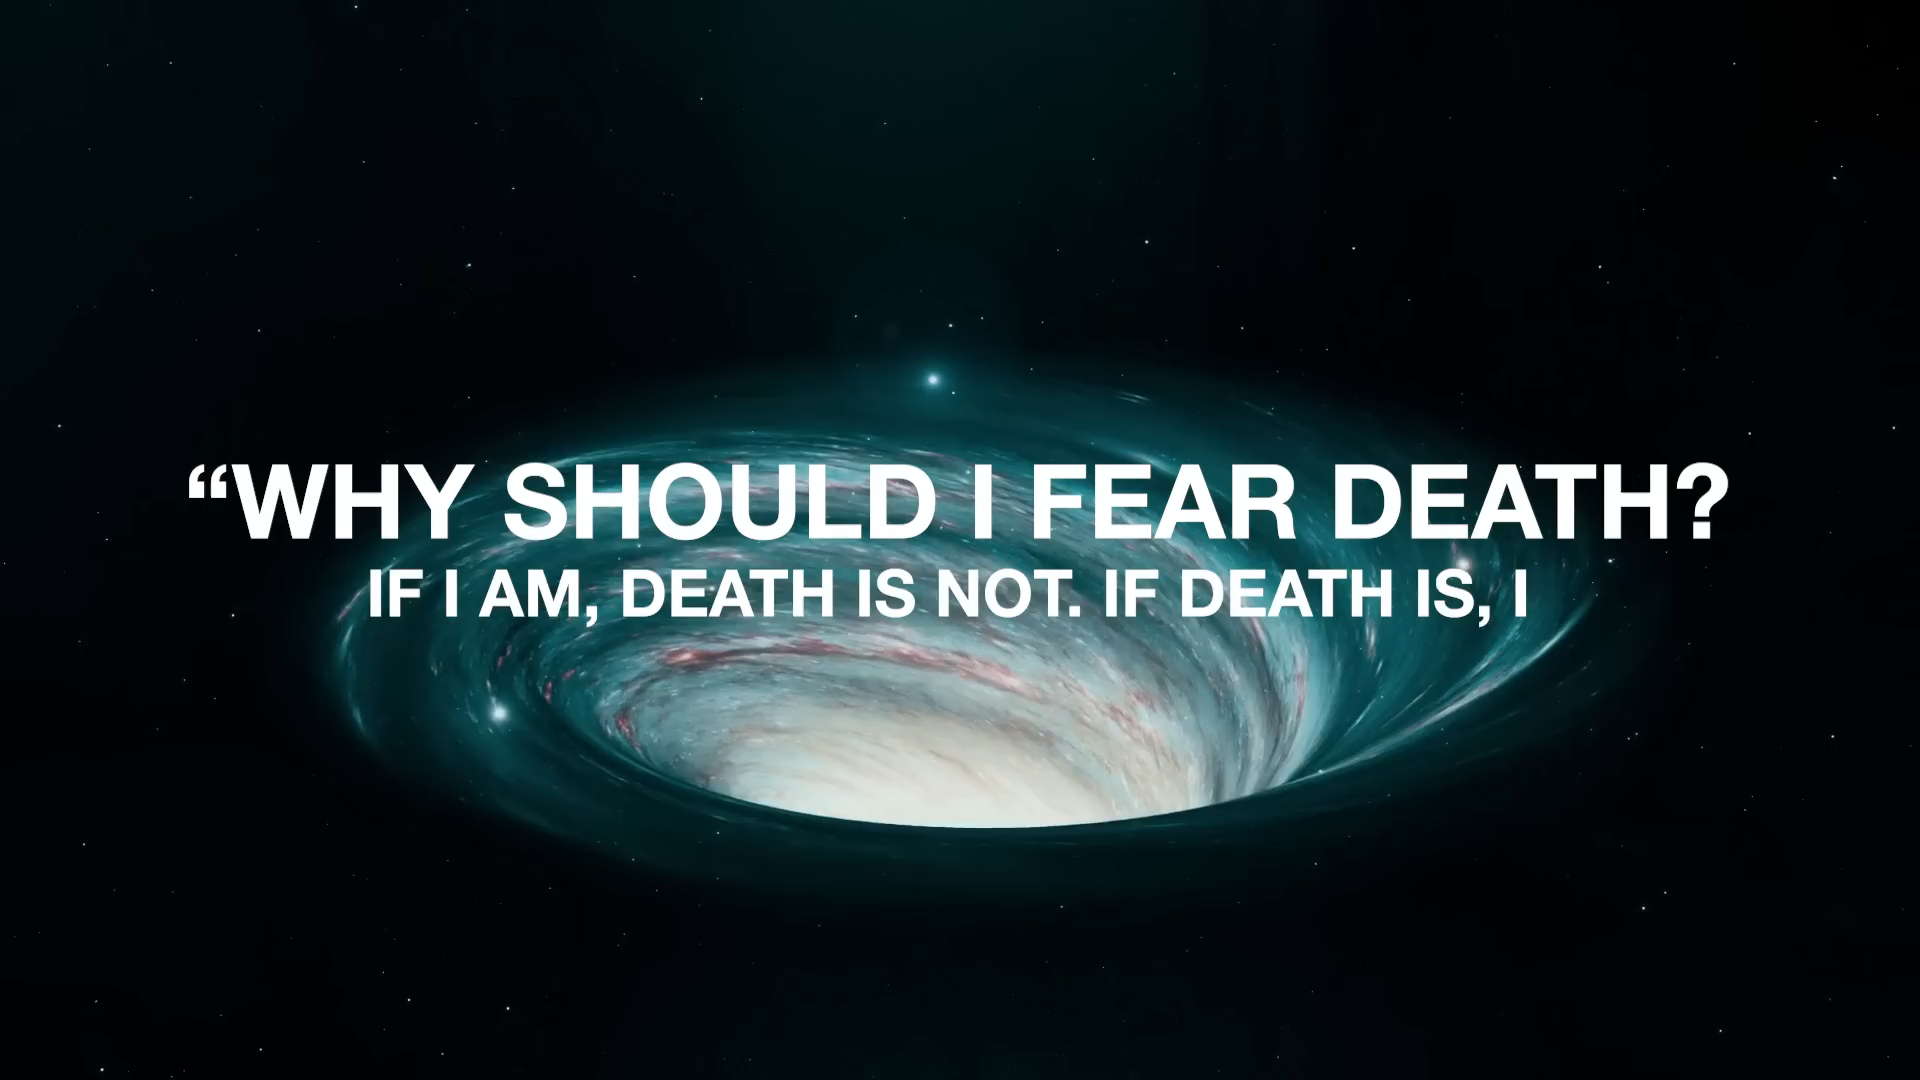 “WHY SHOULD I FEAR DEATH?
IF I AM, DEATH IS NOT. IF DEATH IS, I